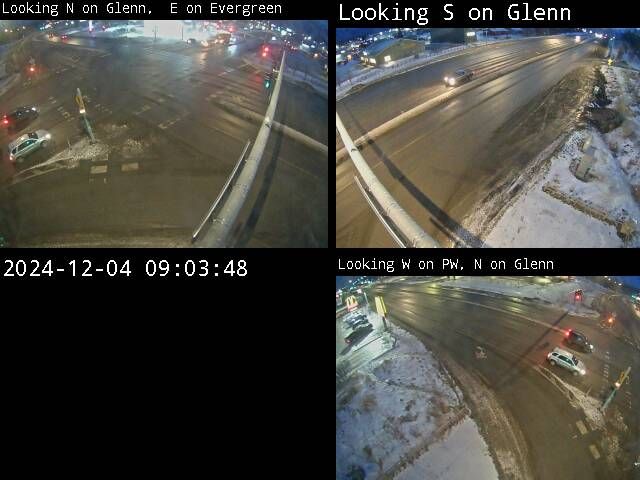 Looking N on Glenn,  E on Evergreen
Looking S on Glenn
2024-12-04 09:03:48
Looking W on PW, N on Glenn